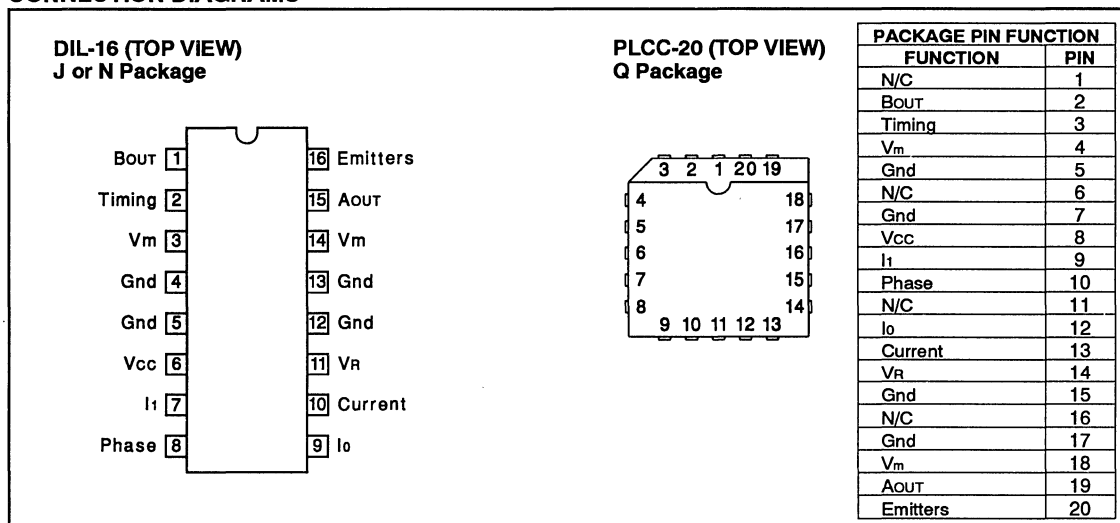 CONNECTION DIAGRAMS
DIL-16 (TOP VIEW)
J or N Package
BOUT 1
16 Emitters
Timing 2
15 AOUT
Vm 3
14 Vm
Gnd 4
13 Gnd
Gnd 5
12 Gnd
Vcc 6
11 VR
I1 7
10 Current
Phase 8
9 I0
PLCC-20 (TOP VIEW)
Q Package
3 2 1 20 19
4 18
5 17
6 16
7 15
8 14
9 10 11 12 13
PACKAGE PIN FUNCTION
FUNCTION PIN
N/C 1
BOUT 2
Timing 3
Vm 4
Gnd 5
N/C 6
Gnd 7
Vcc 8
I1 9
Phase 10
N/C 11
I0 12
Current 13
VR 14
Gnd 15
N/C 16
Gnd 17
Vm 18
AOUT 19
Emitters 20